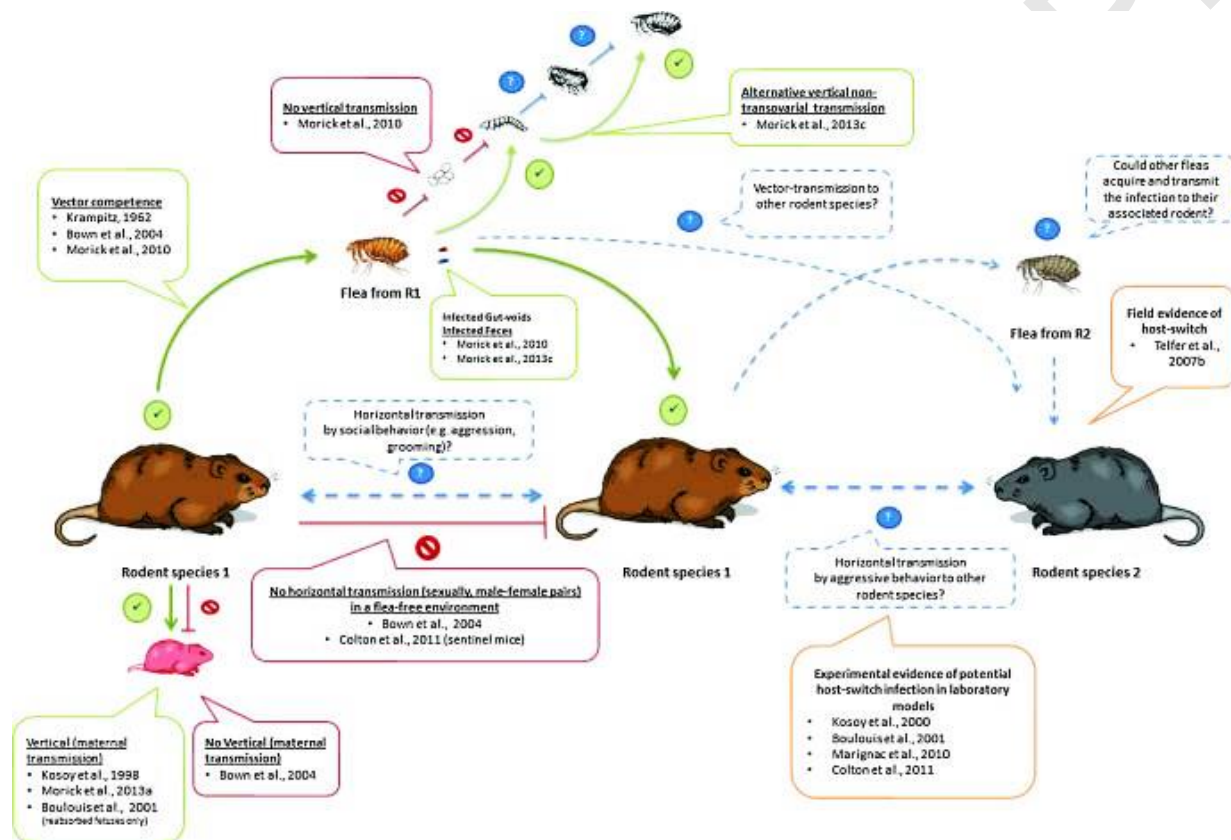 No vertical transmission
• Morick et al., 2010
Alternative vertical non-
transovarial transmission
• Morick et al., 2013c
Vector competence
• Krampitz, 1962
• Bown et al., 2004
• Morick et al., 2010
Vector-transmission to
other rodent species?
Could other fleas
acquire and transmit
the infection to their
associated rodent?
Flea from R1
Infected Gut-voids
Infected Feces
• Morick et al., 2010
• Morick et al., 2013c
Flea from R2
Field evidence of
host-switch
• Telfer et al.,
2007b
Horizontal transmission
by social behavior (e.g. aggression,
grooming)?
Rodent species 1
Rodent species 1
Rodent species 2
No horizontal transmission (sexually, male-female pairs)
in a flea-free environment
• Bown et al., 2004
• Colton et al., 2011 (sentinel mice)
Horizontal transmission
by aggressive behavior to other
rodent species?
Experimental evidence of potential
host-switch infection in laboratory
models
• Kosoy et al., 2000
• Boulouis et al., 2001
• Marignac et al., 2010
• Colton et al., 2011
Vertical (maternal
transmission)
• Kosoy et al., 1998
• Morick et al., 2013a
• Boulouis et al., 2001
(reabsorbed fetuses only)
No Vertical (maternal
transmission)
• Bown et al., 2004
?
?
?
?
?
?